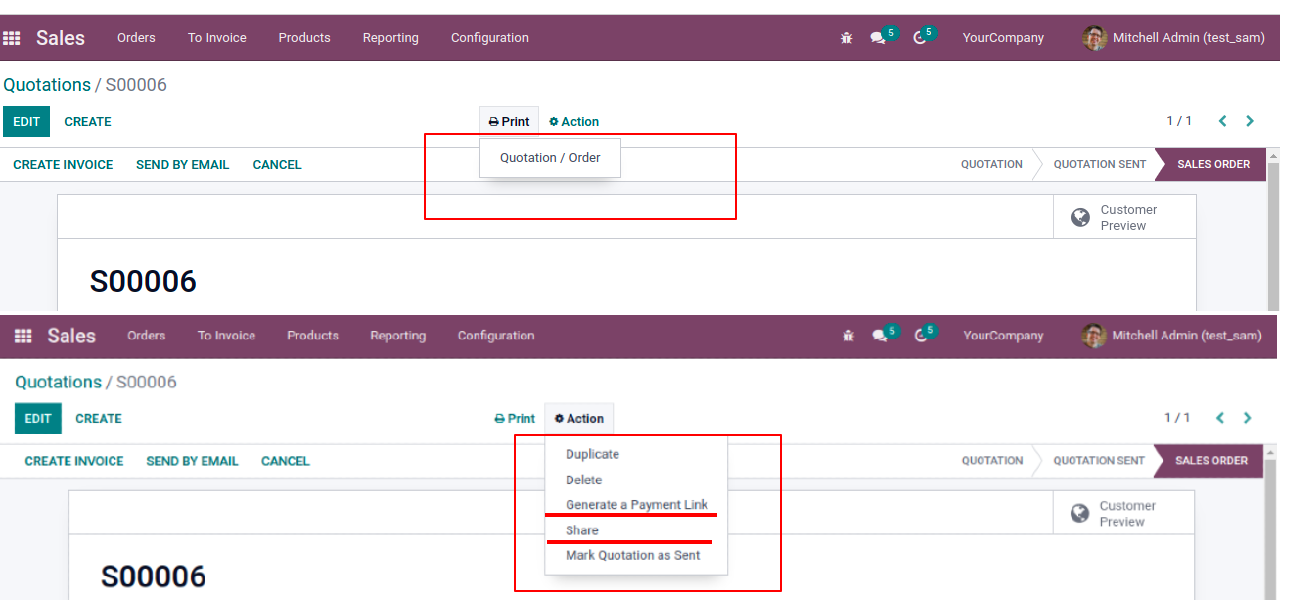 Sales Orders To Invoice Products Reporting Configuration 5 5 YourCompany Mitchell Admin (test_sam)
Quotations / S00006
EDIT CREATE Print Action 1 / 1
Quotation / Order
CREATE INVOICE SEND BY EMAIL CANCEL QUOTATION QUOTATION SENT SALES ORDER
Customer
Preview
S00006
Sales Orders To Invoice Products Reporting Configuration 5 5 YourCompany Mitchell Admin (test_sam)
Quotations / S00006
EDIT CREATE Print Action 1 / 1
CREATE INVOICE SEND BY EMAIL CANCEL QUOTATION QUOTATION SENT SALES ORDER
Duplicate
Delete
Generate a Payment Link
Share
Mark Quotation as Sent
Customer
Preview
S00006